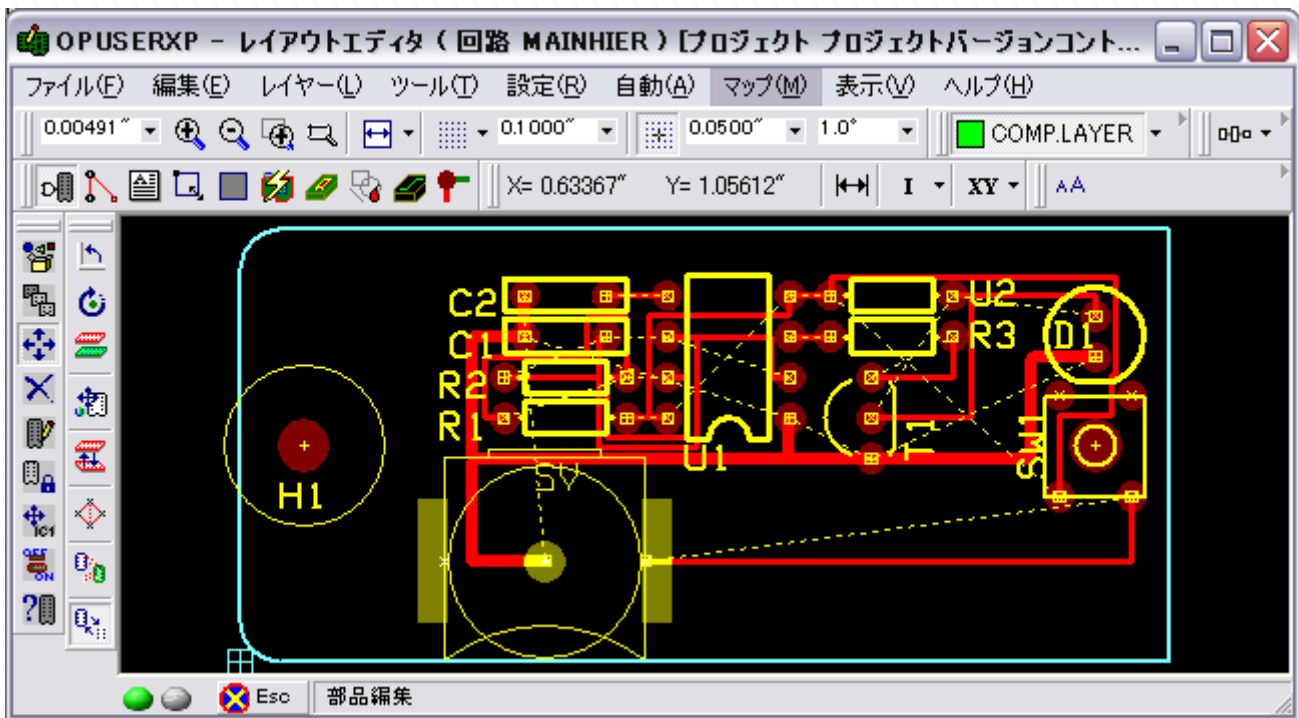 OPUSERXP - レイアウトエディタ ( 回路 MAINHIER ) [プロジェクト プロジェクトバージョンコント...
ファイル(F) 編集(E) レイヤー(L) ツール(T) 設定(R) 自動(A) マップ(M) 表示(V) ヘルプ(H)
0.00491" 0.1000" 0.0500" 1.0° COMP.LAYER
X= 0.63367" Y= 1.05612" I XY AA
C2 U2
C1 R3 D1
R2
R1 U1 T1 SW1
5V
H1
IC1
OFF
ON
Esc 部品編集